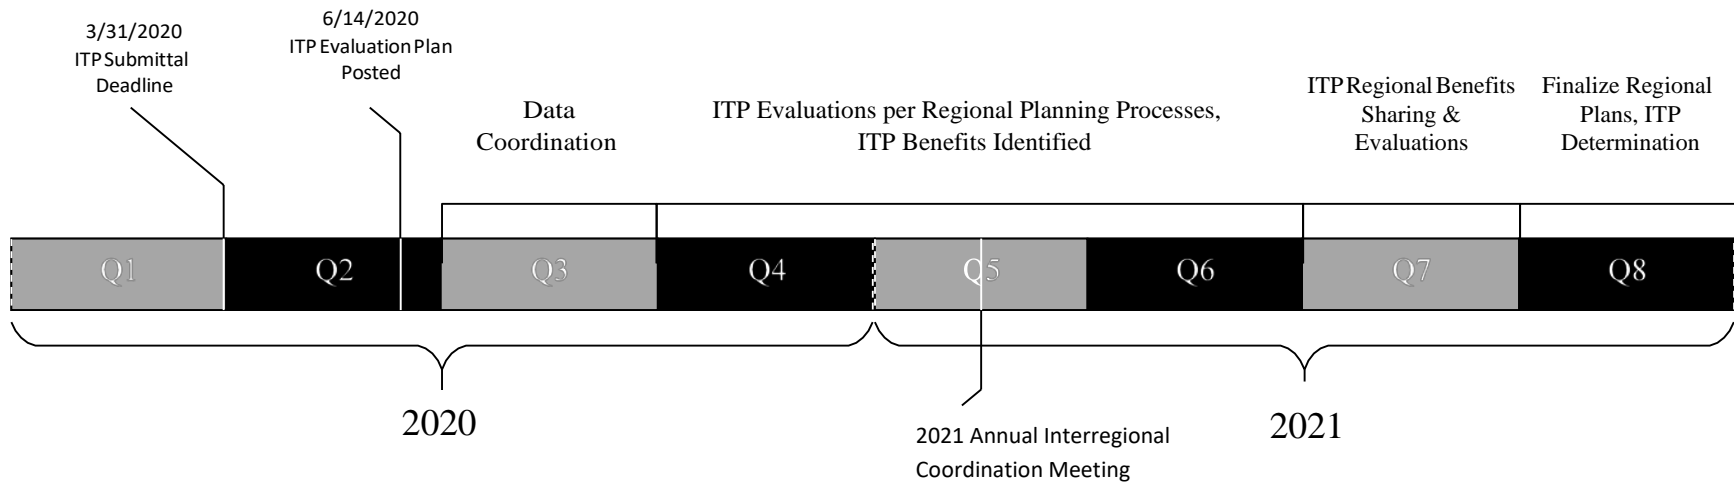 3/31/2020
ITP Submittal
Deadline
6/14/2020
ITP Evaluation Plan
Posted
Data
Coordination
ITP Evaluations per Regional Planning Processes,
ITP Benefits Identified
ITP Regional Benefits
Sharing &
Evaluations
Finalize Regional
Plans, ITP
Determination
Q1
Q2
Q3
Q4
Q5
Q6
Q7
Q8
2020
2021 Annual Interregional
Coordination Meeting
2021